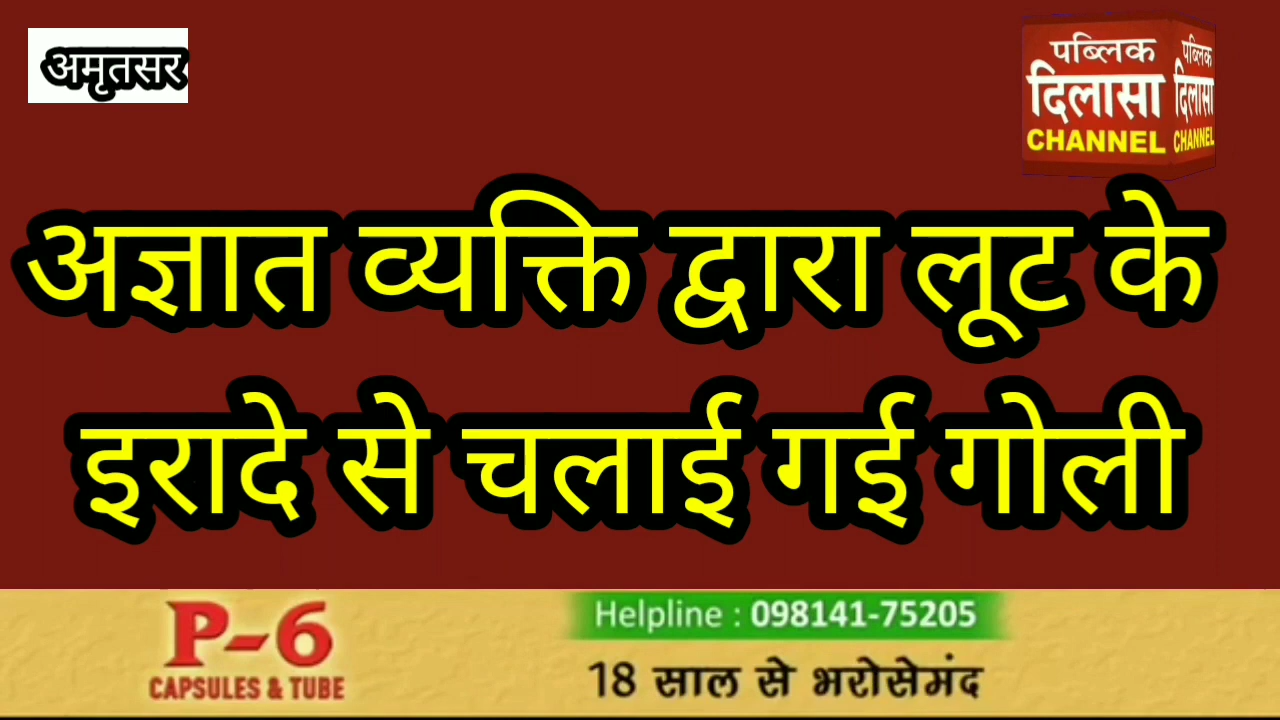 अमृतसर
पब्लिक
दिलासा
CHANNEL
पब्लिक
दिलासा
CHANNEL
अज्ञात व्यक्ति द्वारा लूट के
इरादे से चलाई गई गोली
P-6
CAPSULES & TUBE
Helpline : 098141-75205
18 साल से भरोसेमंद